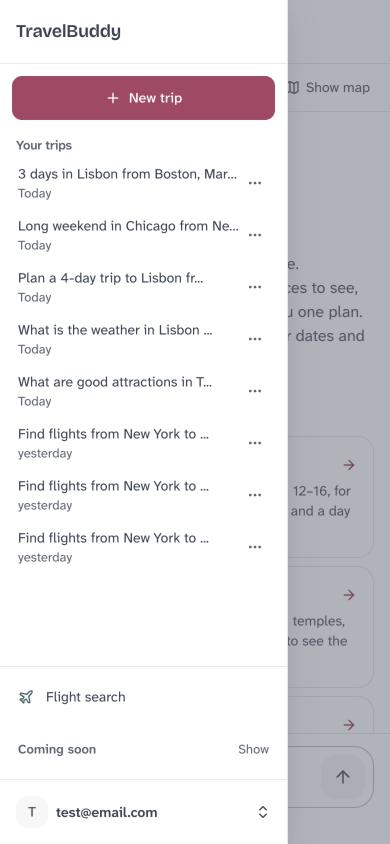 TravelBuddy
New trip
Show map
Your trips
3 days in Lisbon from Boston, Mar...
Today
Long weekend in Chicago from Ne...
Today
Plan a 4-day trip to Lisbon fr...
Today
What is the weather in Lisbon ...
Today
What are good attractions in T...
Today
Find flights from New York to ...
yesterday
Find flights from New York to ...
yesterday
Find flights from New York to ...
yesterday
e.
ces to see,
u one plan.
r dates and
12–16, for
and a day
temples,
to see the
Flight search
Coming soon
Show
T
test@email.com